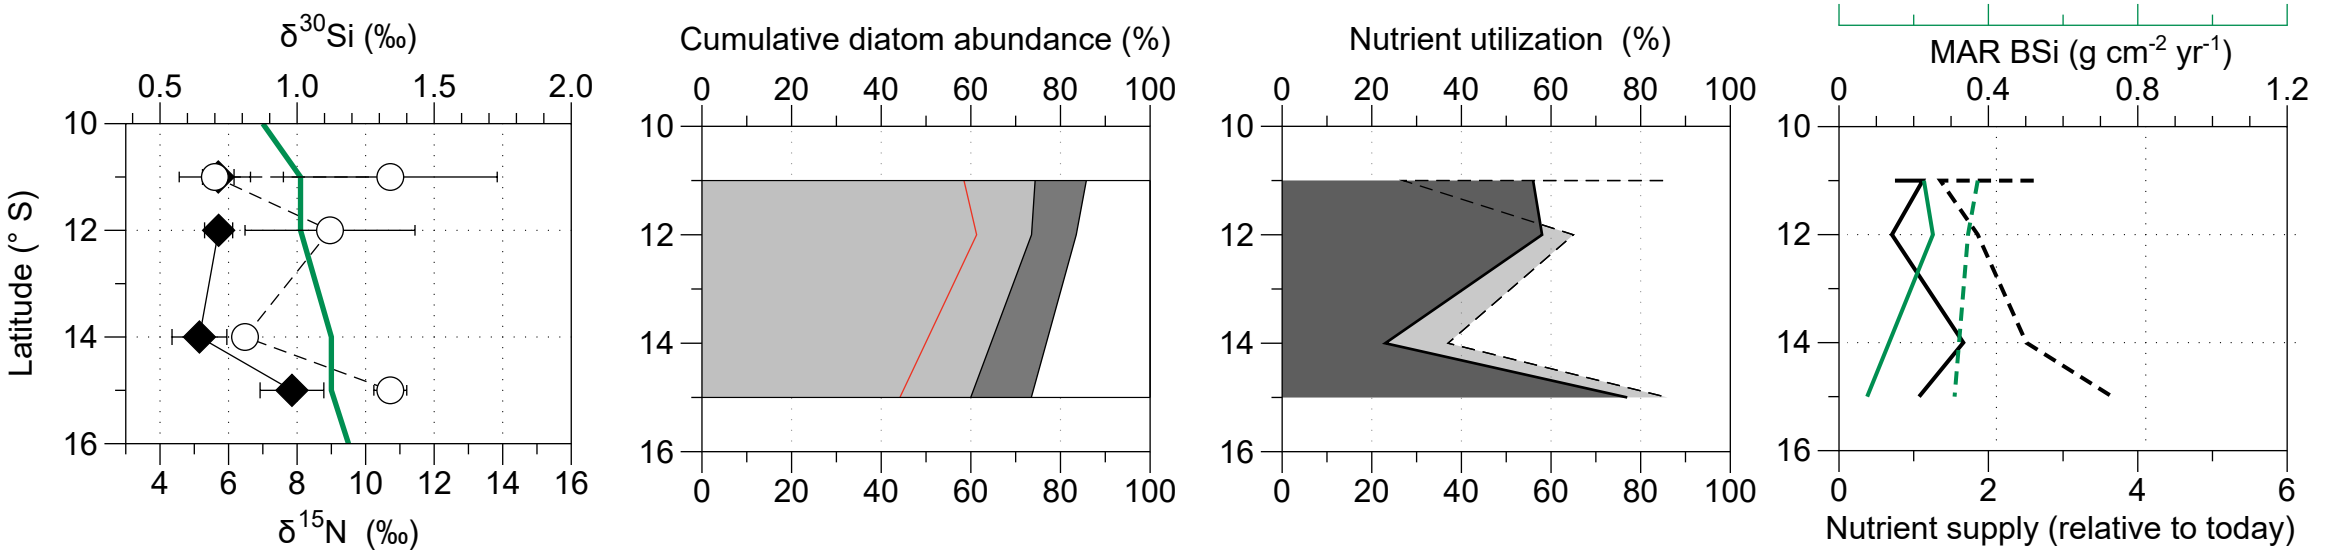 δ³⁰Si (‰)
0.5 1.0 1.5 2.0
10
12
14
16
Latitude (° S)
4 6 8 10 12 14 16
δ¹⁵N (‰)
Cumulative diatom abundance (%)
0 20 40 60 80 100
10
12
14
16
0 20 40 60 80 100
Nutrient utilization (%)
0 20 40 60 80 100
10
12
14
16
0 20 40 60 80 100
MAR BSi (g cm⁻² yr⁻¹)
0 0.4 0.8 1.2
10
12
14
16
0 2 4 6
Nutrient supply (relative to today)